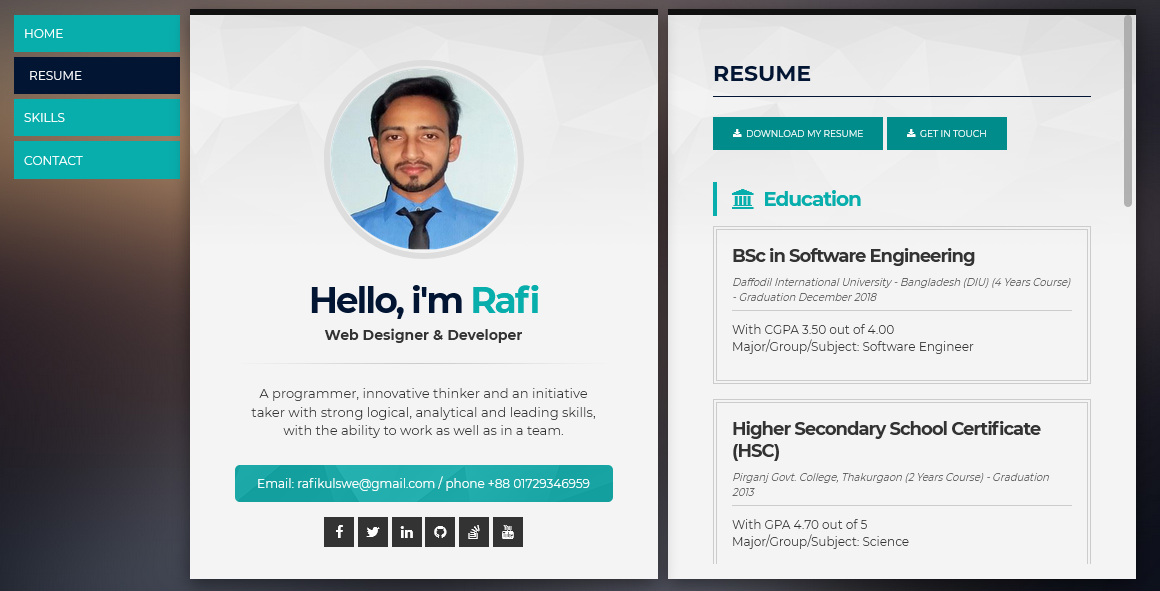 HOME
RESUME
SKILLS
CONTACT
Hello, i'm Rafi
Web Designer & Developer
A programmer, innovative thinker and an initiative
taker with strong logical, analytical and leading skills,
with the ability to work as well as in a team.
Email: rafikulswe@gmail.com / phone +88 01729346959
RESUME
DOWNLOAD MY RESUME
GET IN TOUCH
Education
BSc in Software Engineering
Daffodil International University - Bangladesh (DIU) (4 Years Course)
- Graduation December 2018
With CGPA 3.50 out of 4.00
Major/Group/Subject: Software Engineer
Higher Secondary School Certificate
(HSC)
Pirganj Govt. College, Thakurgaon (2 Years Course) - Graduation
2013
With GPA 4.70 out of 5
Major/Group/Subject: Science